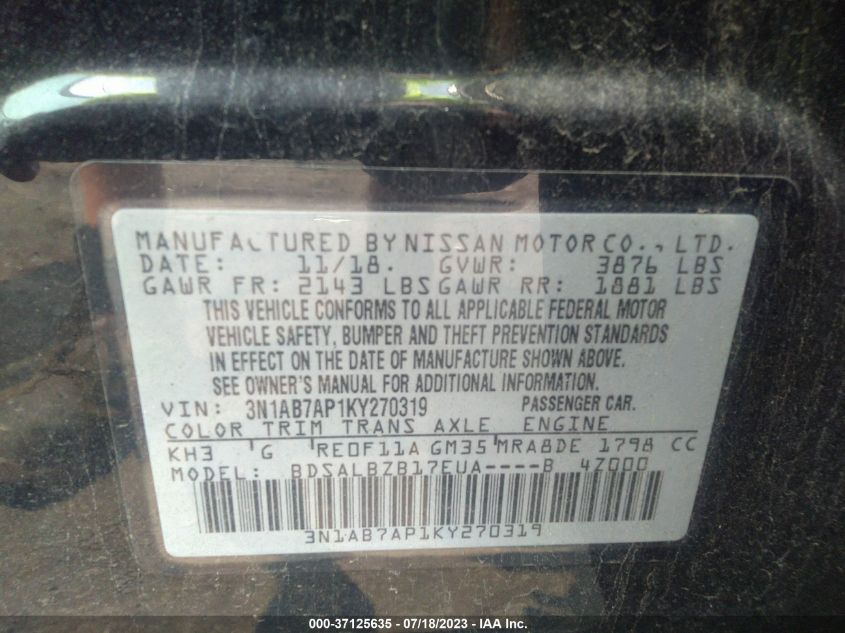 MANUFACTURED BY NISSAN MOTOR CO., LTD.
DATE: 11/18. GVWR: 3876 LBS
GAWR FR: 2143 LBS GAWR RR: 1881 LBS
THIS VEHICLE CONFORMS TO ALL APPLICABLE FEDERAL MOTOR
VEHICLE SAFETY, BUMPER AND THEFT PREVENTION STANDARDS
IN EFFECT ON THE DATE OF MANUFACTURE SHOWN ABOVE.
SEE OWNER'S MANUAL FOR ADDITIONAL INFORMATION.
VIN: 3N1AB7AP1KY270319 PASSENGER CAR.
COLOR TRIM TRANS AXLE ENGINE
KH3 G RE0F11A GM35 MRA8DE 1798 CC
MODEL: BDSALBZB17EUA----B 4Z000
3N1AB7AP1KY270319
000-37125635 - 07/18/2023 - IAA Inc.